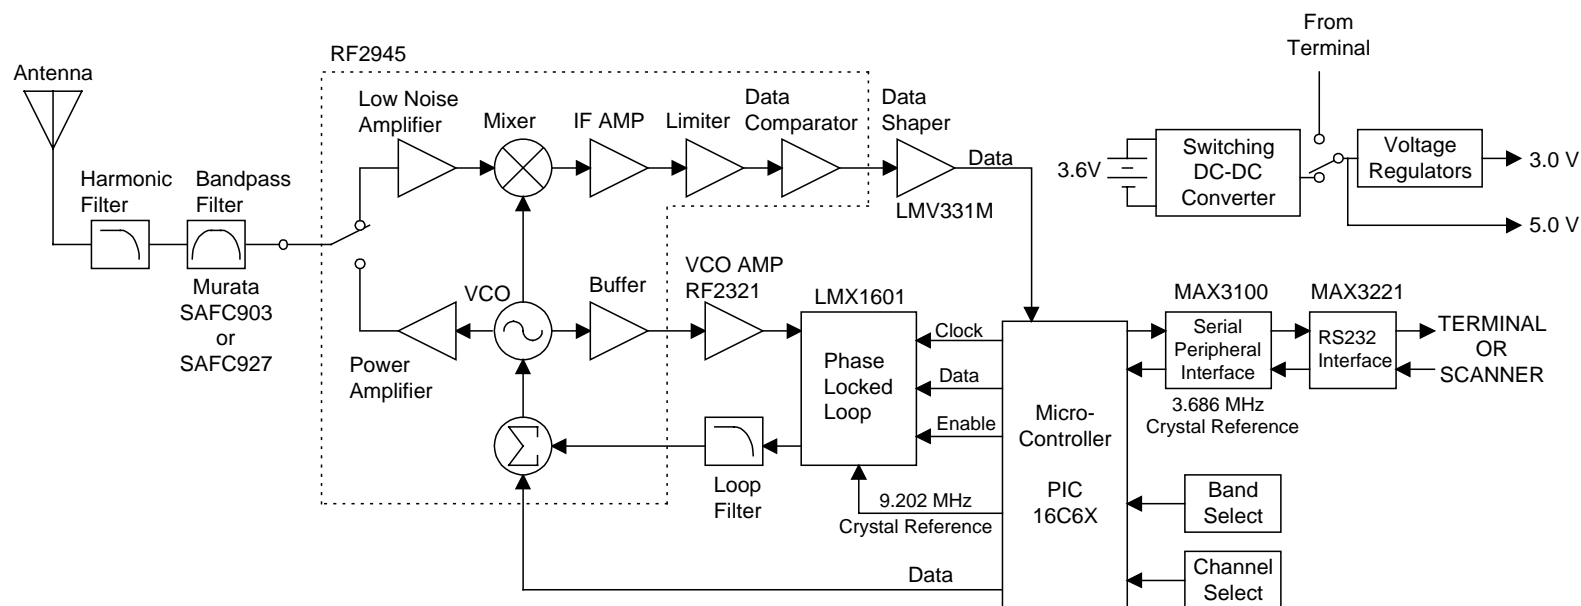 From
Terminal
RF2945
Antenna
Low Noise
Amplifier
Mixer
IF AMP
Limiter
Data
Comparator
Data
Shaper
Data
LMV331M
3.6V
Switching
DC-DC
Converter
Voltage
Regulators
3.0 V
5.0 V
Harmonic
Filter
Bandpass
Filter
Murata
SAFC903
or
SAFC927
Power
Amplifier
VCO
Buffer
VCO AMP
RF2321
LMX1601
Phase
Locked
Loop
Clock
Data
Enable
Loop
Filter
9.202 MHz
Crystal Reference
Data
Micro-
Controller
PIC
16C6X
MAX3100
Serial
Peripheral
Interface
3.686 MHz
Crystal Reference
MAX3221
RS232
Interface
TERMINAL
OR
SCANNER
Band
Select
Channel
Select